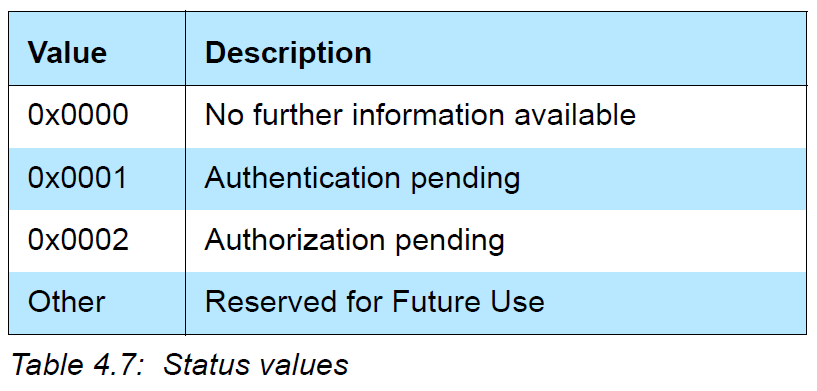 Value Description
0x0000 No further information available
0x0001 Authentication pending
0x0002 Authorization pending
Other Reserved for Future Use
Table 4.7: Status values